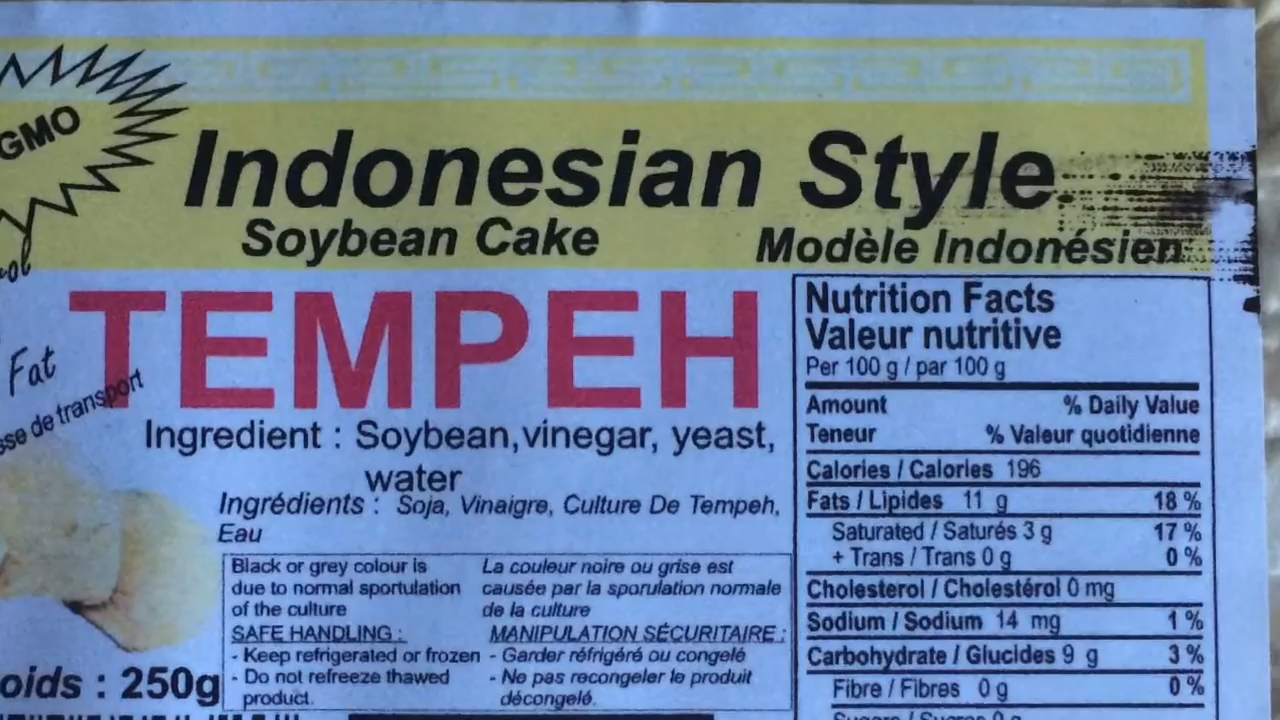 GMO
Indonesian Style
Soybean Cake
Modèle Indonésien
TEMPEH
Fat
sse de transport
Ingredient : Soybean,vinegar, yeast,
water
Ingrédients : Soja, Vinaigre, Culture De Tempeh,
Eau
Black or grey colour is
due to normal sportulation
of the culture
SAFE HANDLING :
- Keep refrigerated or frozen
- Do not refreeze thawed
product.
La couleur noire ou grise est
causée par la sporulation normale
de la culture
MANIPULATION SÉCURITAIRE :
- Garder réfrigéré ou congelé
- Ne pas recongeler le produit
décongelé.
oids : 250g
Nutrition Facts
Valeur nutritive
Per 100 g / par 100 g
Amount % Daily Value
Teneur % Valeur quotidienne
Calories / Calories 196
Fats / Lipides 11 g 18 %
Saturated / Saturés 3 g 17 %
+ Trans / Trans 0 g 0 %
Cholesterol / Cholestérol 0 mg
Sodium / Sodium 14 mg 1 %
Carbohydrate / Glucides 9 g 3 %
Fibre / Fibres 0 g 0 %
Sugars / Sucres 0 g